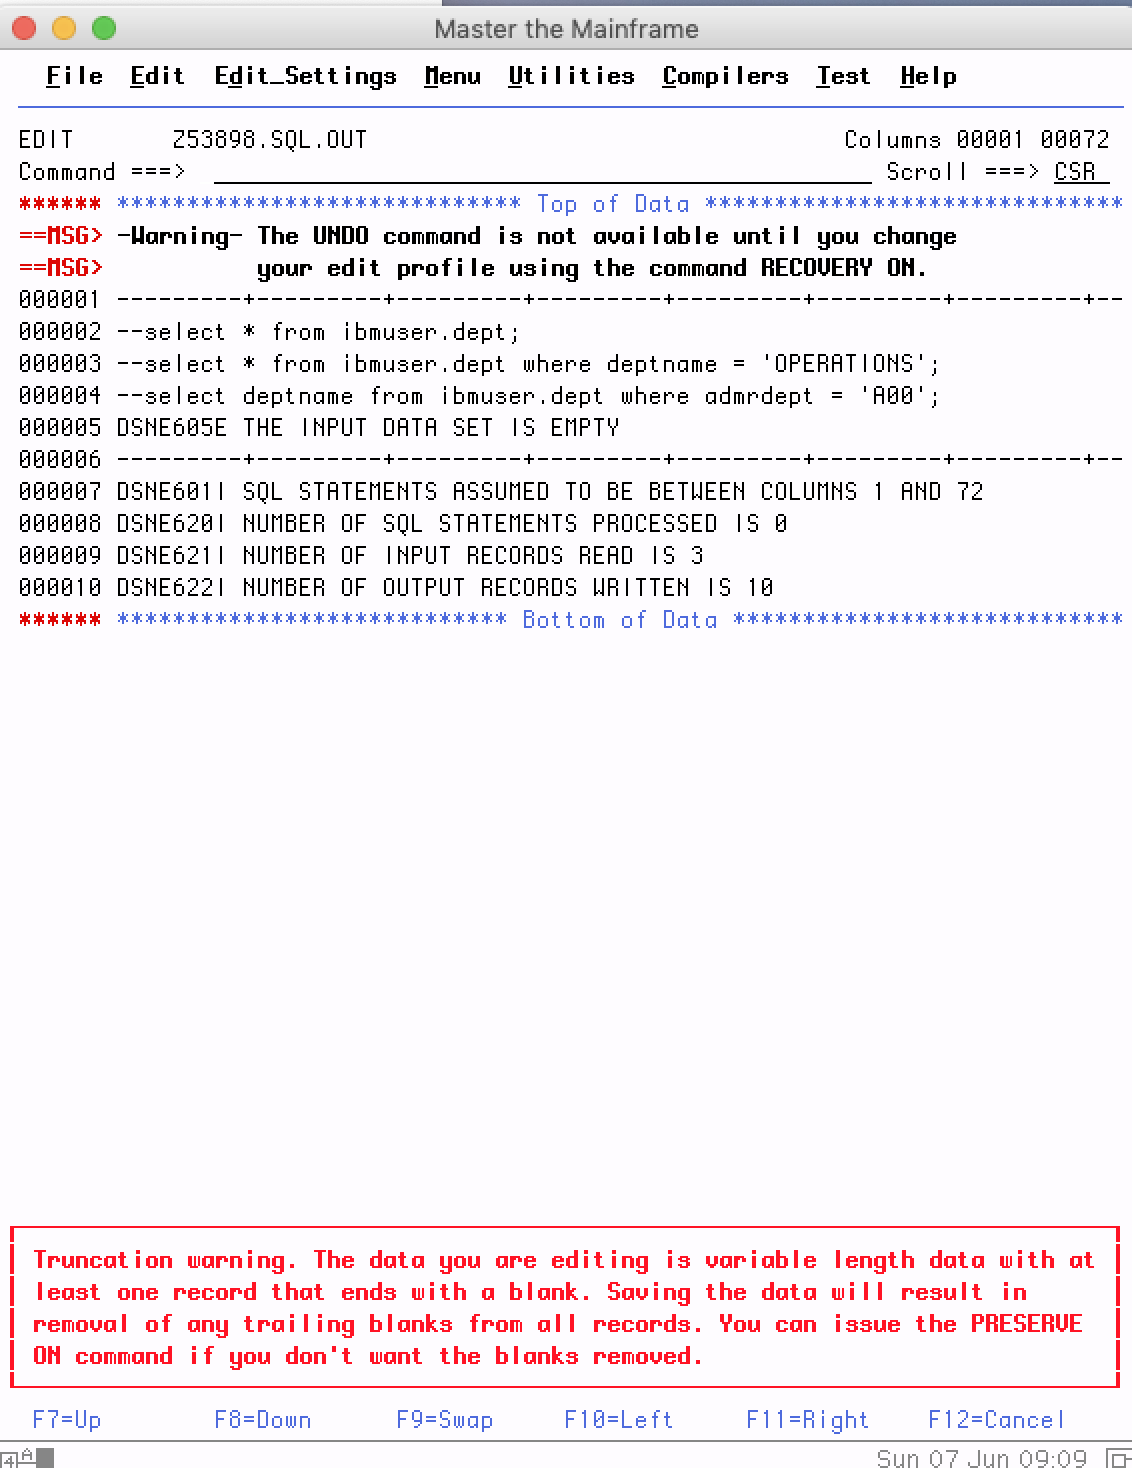 Master the Mainframe
File Edit Edit_Settings Menu Utilities Compilers Test Help
EDIT Z53898.SQL.OUT Columns 00001 00072
Command ===> Scroll ===> CSR
****** ***************************** Top of Data ******************************
==MSG> -Warning- The UNDO command is not available until you change
==MSG> your edit profile using the command RECOVERY ON.
000001 ---------+---------+---------+---------+---------+---------+---------+--
000002 --select * from ibmuser.dept;
000003 --select * from ibmuser.dept where deptname = 'OPERATIONS';
000004 --select deptname from ibmuser.dept where admrdept = 'A00';
000005 DSNE605E THE INPUT DATA SET IS EMPTY
000006 ---------+---------+---------+---------+---------+---------+---------+--
000007 DSNE601I SQL STATEMENTS ASSUMED TO BE BETWEEN COLUMNS 1 AND 72
000008 DSNE620I NUMBER OF SQL STATEMENTS PROCESSED IS 0
000009 DSNE621I NUMBER OF INPUT RECORDS READ IS 3
000010 DSNE622I NUMBER OF OUTPUT RECORDS WRITTEN IS 10
****** **************************** Bottom of Data ****************************
Truncation warning. The data you are editing is variable length data with at
least one record that ends with a blank. Saving the data will result in
removal of any trailing blanks from all records. You can issue the PRESERVE
ON command if you don't want the blanks removed.
F7=Up F8=Down F9=Swap F10=Left F11=Right F12=Cancel
4A Sun 07 Jun 09:09